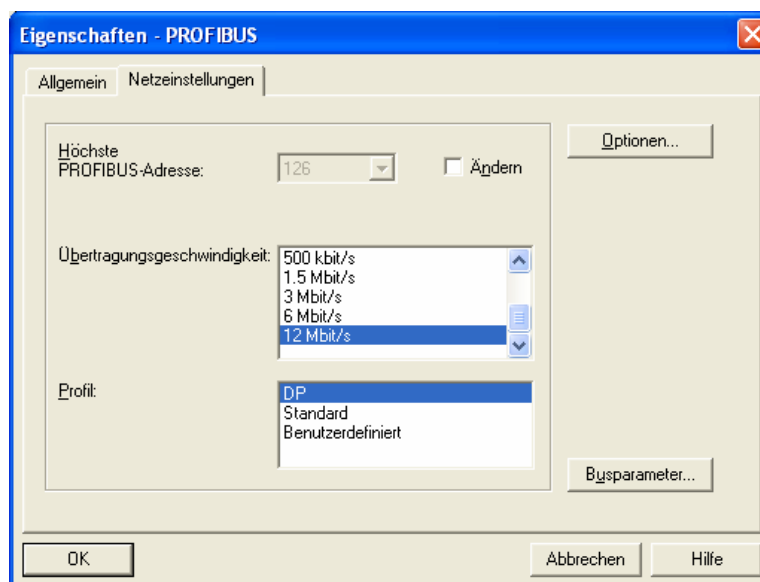 Eigenschaften - PROFIBUS
Allgemein
Netzeinstellungen
Höchste
PROFIBUS-Adresse:
126
Ändern
Optionen...
Übertragungsgeschwindigkeit:
500 kbit/s
1.5 Mbit/s
3 Mbit/s
6 Mbit/s
12 Mbit/s
Profil:
DP
Standard
Benutzerdefiniert
Busparameter...
OK
Abbrechen
Hilfe